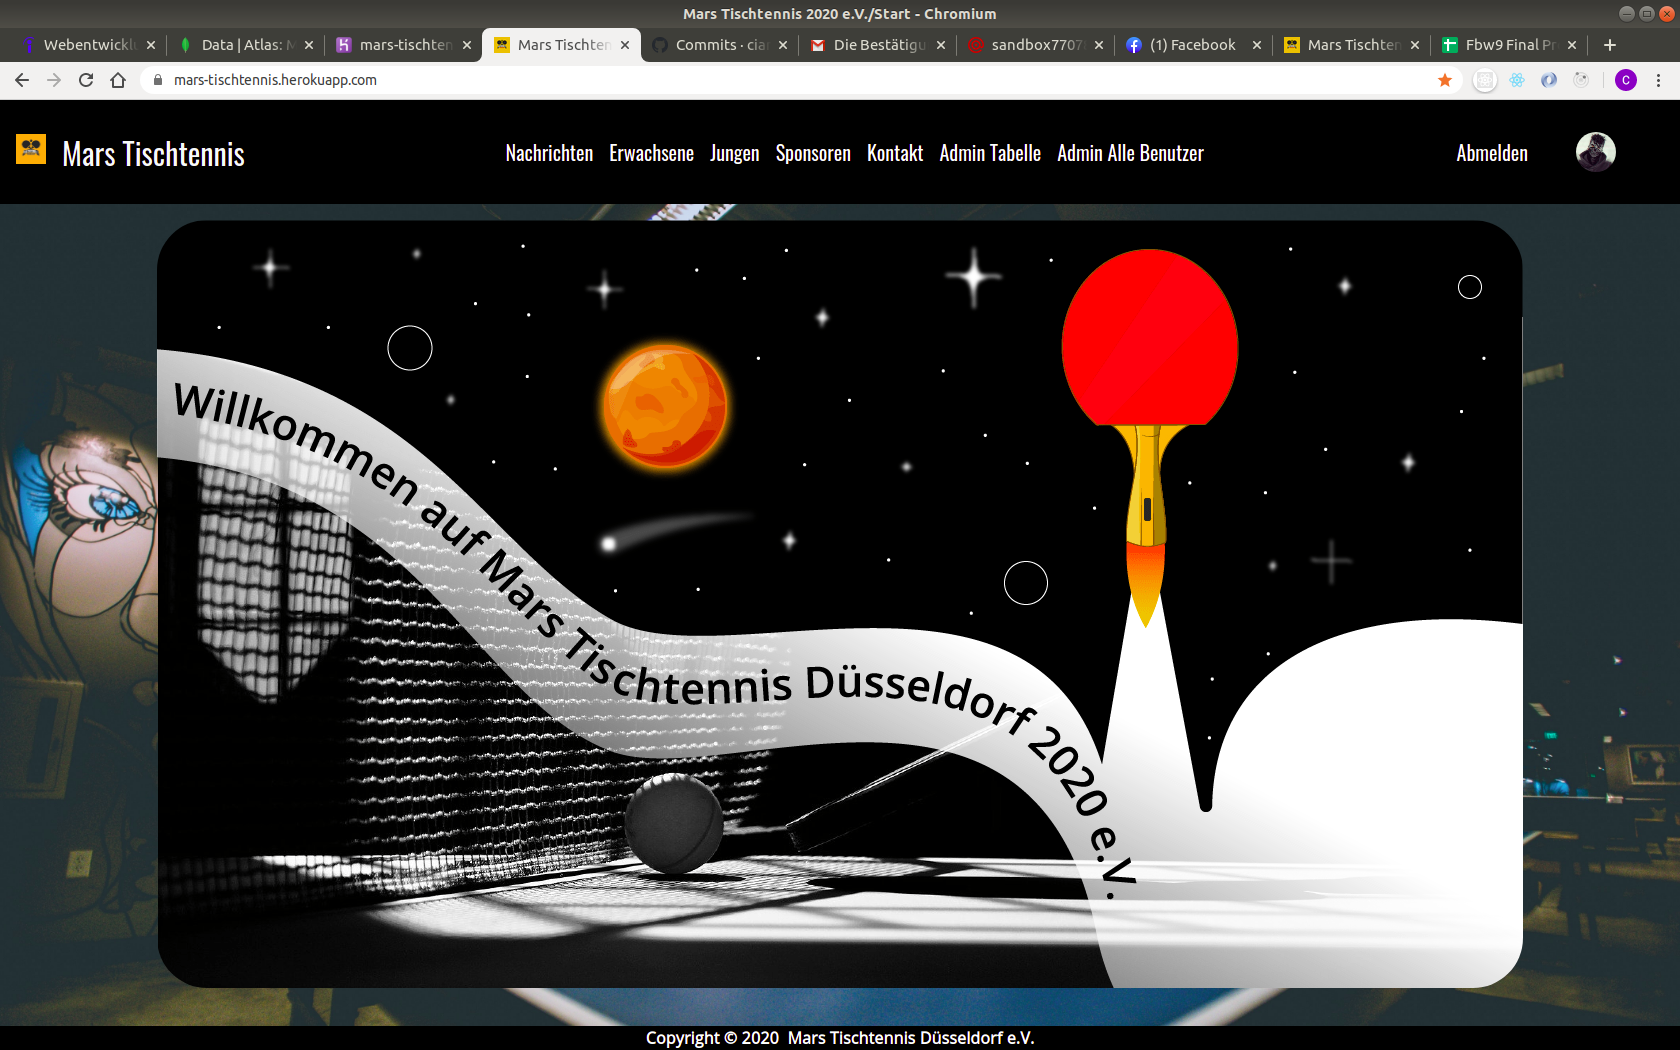 Mars Tischtennis 2020 e.V./Start - Chromium
Webentwickl
Data | Atlas: M
mars-tischten
Mars Tischten
Commits · cia
Die Bestätigu
sandbox7707
(1) Facebook
Mars Tischten
Fbw9 Final Pr
mars-tischtennis.herokuapp.com
C
Mars Tischtennis
Nachrichten
Erwachsene
Jungen
Sponsoren
Kontakt
Admin Tabelle
Admin Alle Benutzer
Abmelden
Willkommen auf Mars Tischtennis Düsseldorf 2020 e.V.
Copyright © 2020 Mars Tischtennis Düsseldorf e.V.